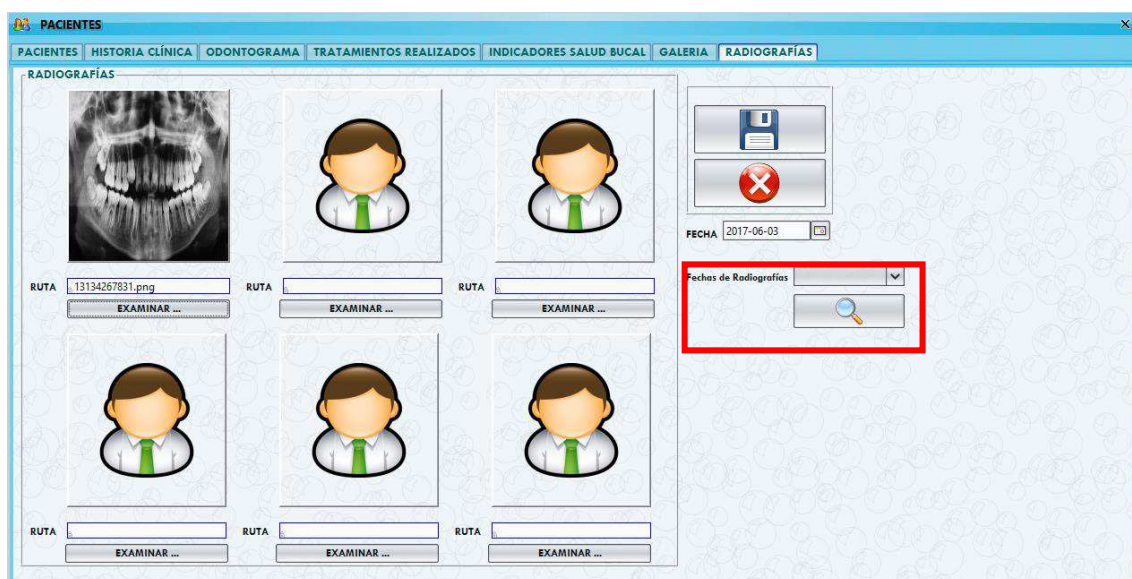 PACIENTES
PACIENTES HISTORIA CLÍNICA ODONTOGRAMA TRATAMIENTOS REALIZADOS INDICADORES SALUD BUCAL GALERIA RADIOGRAFÍAS
RADIOGRAFÍAS
FECHA 2017-06-03
Fechas de Radiografías
RUTA 13134267831.png RUTA RUTA
EXAMINAR ... EXAMINAR ... EXAMINAR ...
RUTA RUTA RUTA
EXAMINAR ... EXAMINAR ... EXAMINAR ...